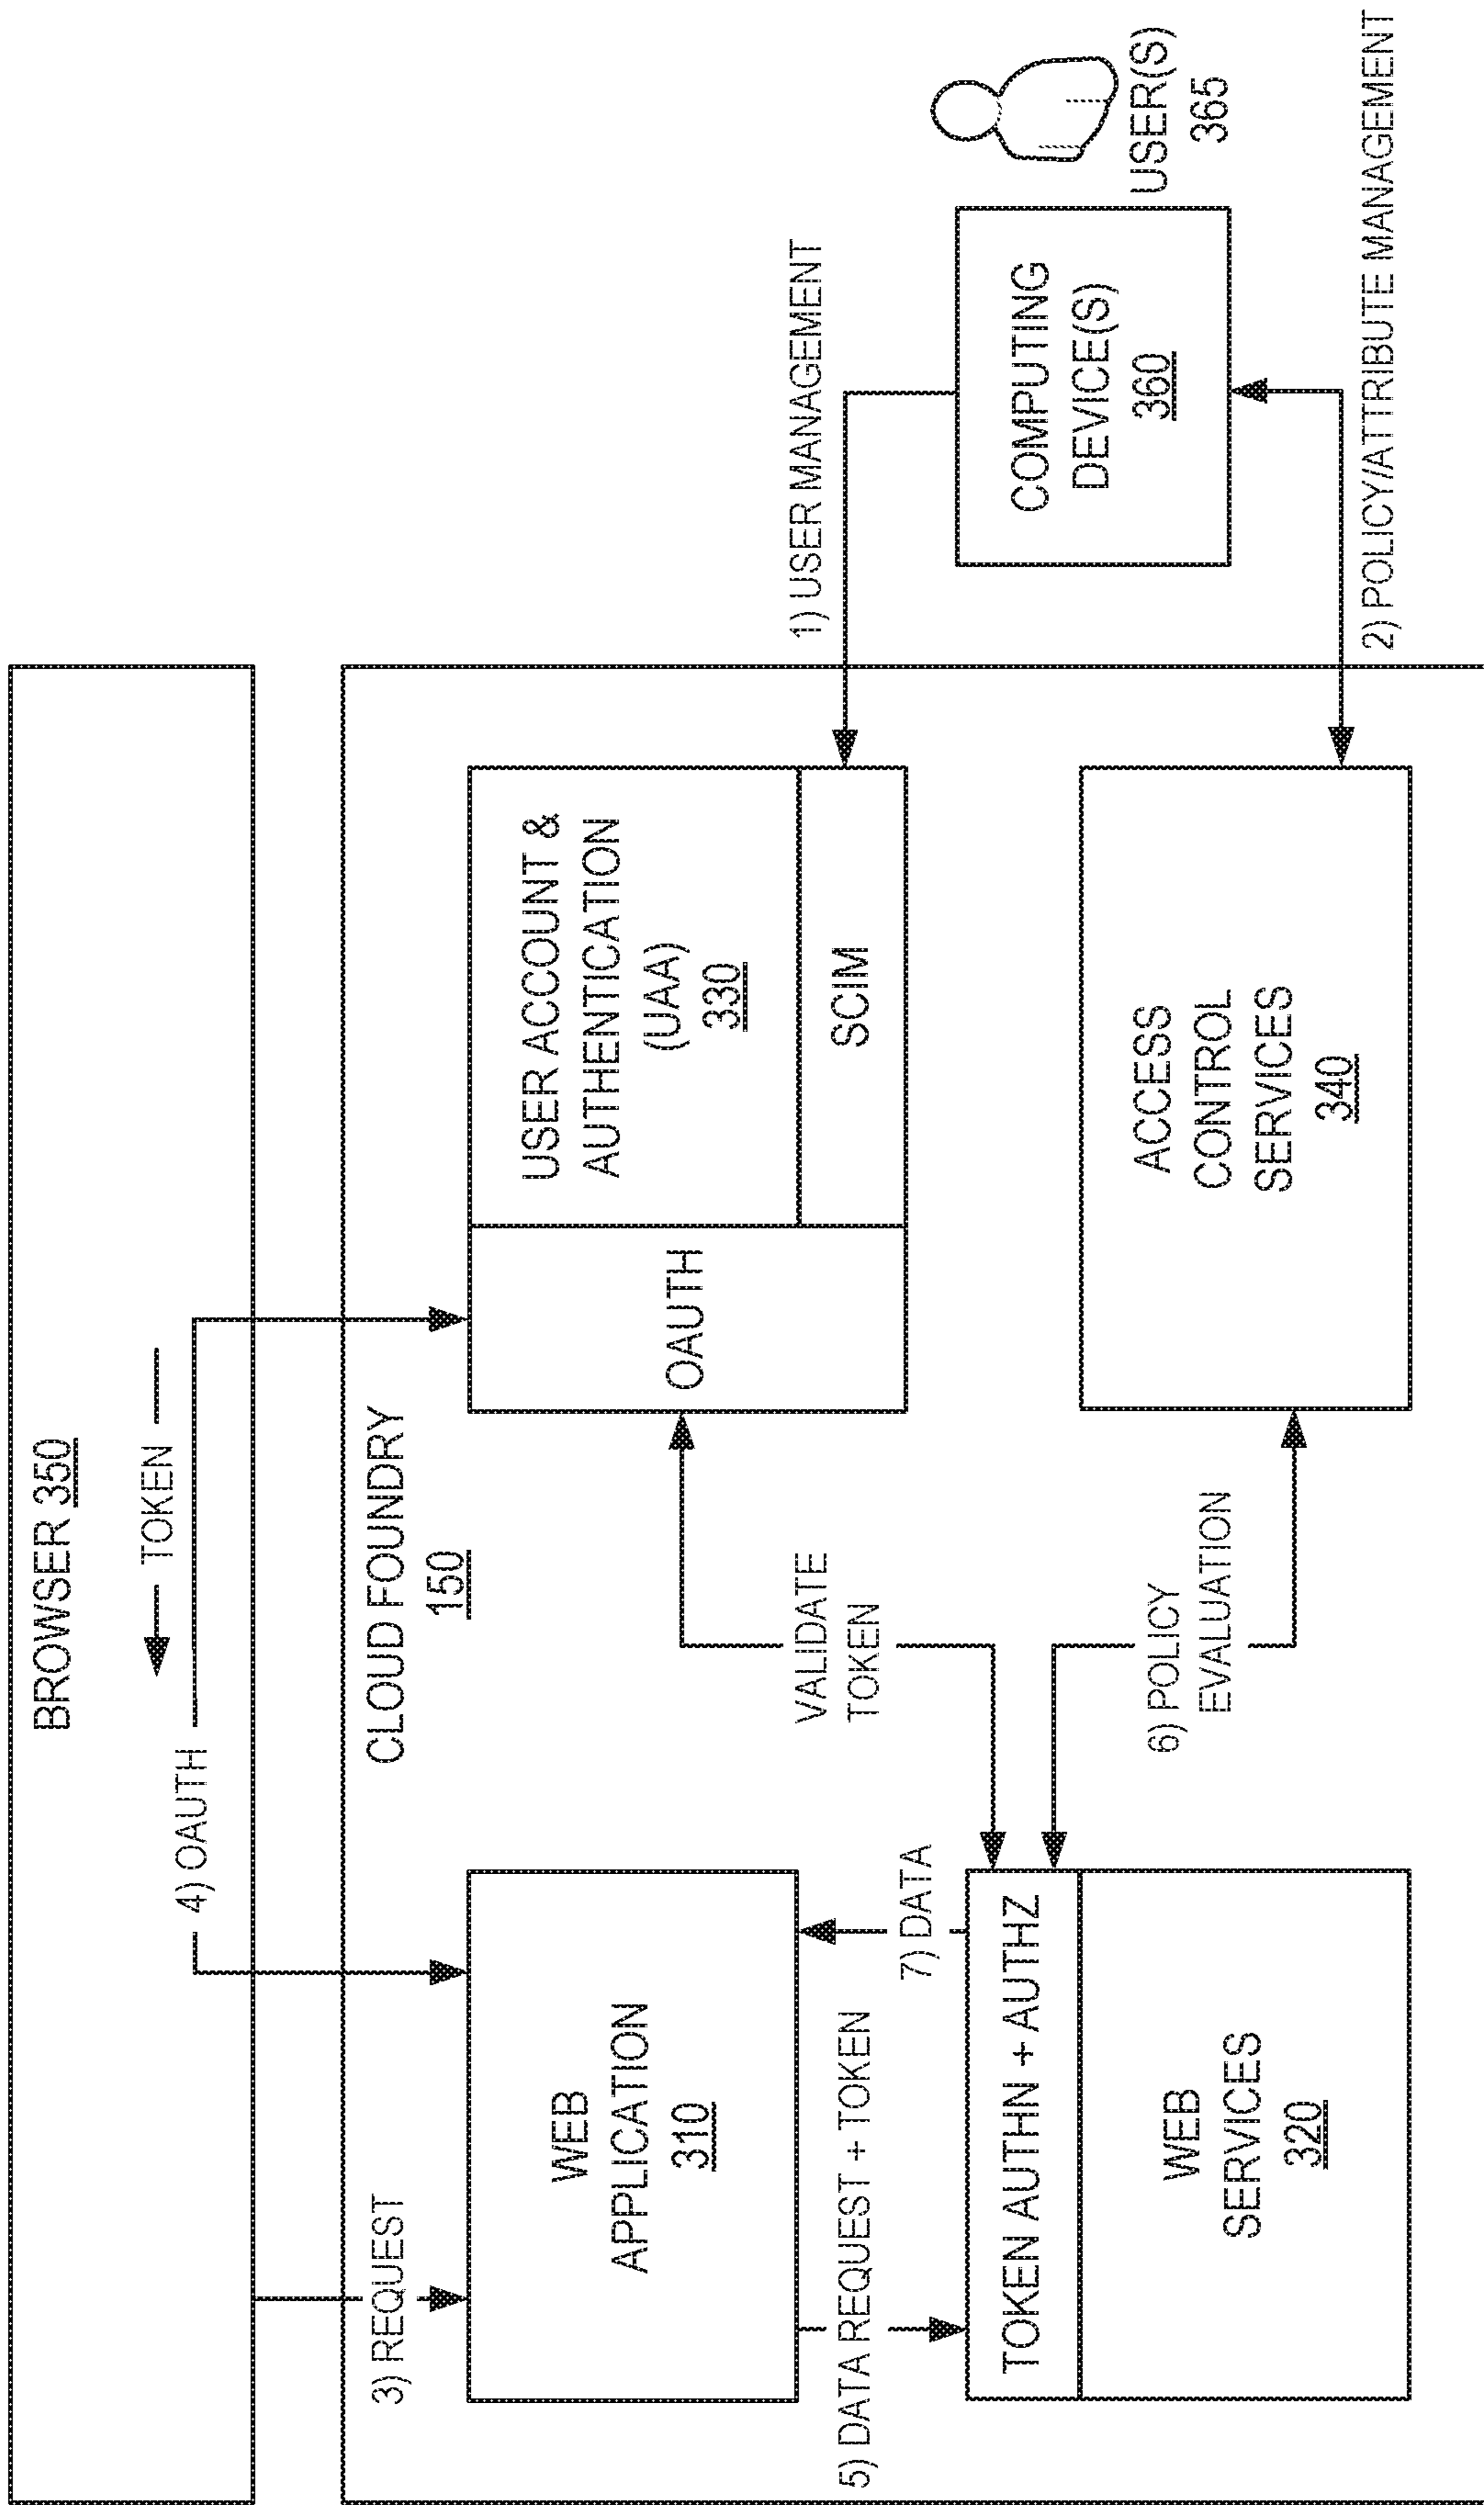 BROWSER 350
TOKEN
4) OAUTH
3) REQUEST
CLOUD FOUNDRY
150
WEB
APPLICATION
310
OAUTH
USER ACCOUNT &
AUTHENTICATION
(UAA)
330
SCIM
1) USER MANAGEMENT
5) DATA REQUEST + TOKEN
7) DATA
VALIDATE
TOKEN
TOKEN AUTHN + AUTHZ
WEB
SERVICES
320
6) POLICY
EVALUATION
ACCESS
CONTROL
SERVICES
340
COMPUTING
DEVICE(S)
360
USER(S)
365
2) POLICY/ATTRIBUTE MANAGEMENT